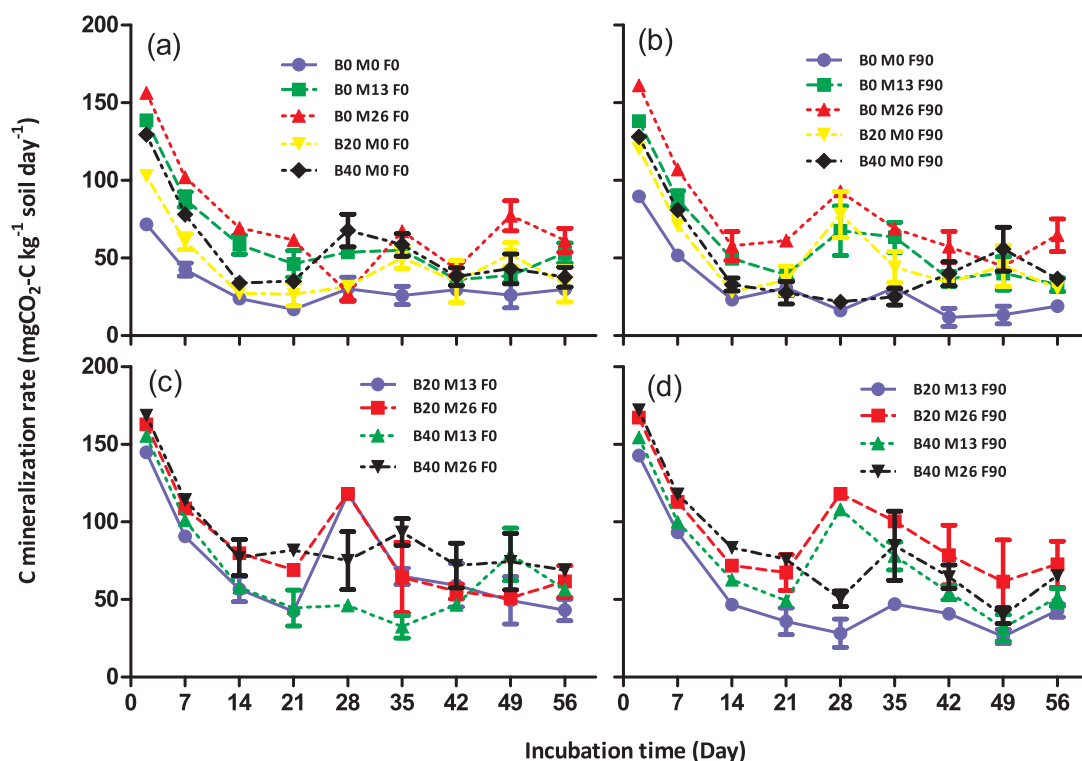 C mineralization rate (mgCO₂-C kg⁻¹ soil day⁻¹)
(a)
200
150
100
50
0
B0 M0 F0
B0 M13 F0
B0 M26 F0
B20 M0 F0
B40 M0 F0
(b)
B0 M0 F90
B0 M13 F90
B0 M26 F90
B20 M0 F90
B40 M0 F90
(c)
200
150
100
50
0
B20 M13 F0
B20 M26 F0
B40 M13 F0
B40 M26 F0
0 7 14 21 28 35 42 49 56
(d)
B20 M13 F90
B20 M26 F90
B40 M13 F90
B40 M26 F90
0 7 14 21 28 35 42 49 56
Incubation time (Day)